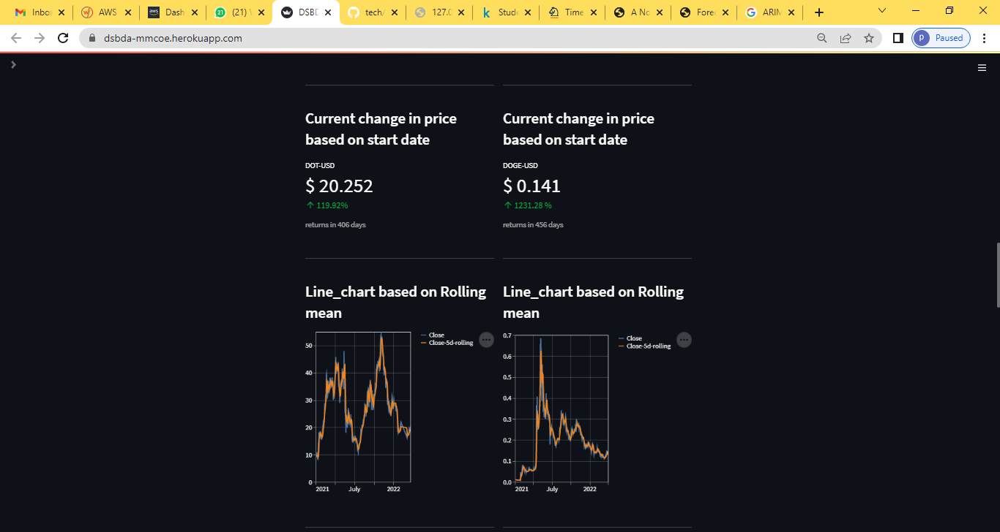 Inbo
AWS
Dash
(21)
DSBD
tech/
127.0
Stude
Time
A No
Fore
ARIM
dsbda-mmcoe.herokuapp.com
P Paused
Current change in price
based on start date
DOT-USD
$ 20.252
↑ 119.92%
returns in 406 days
Current change in price
based on start date
DOGE-USD
$ 0.141
↑ 1231.28 %
returns in 456 days
Line_chart based on Rolling
mean
Close
Close-5d-rolling
50
40
30
20
10
0
2021 July 2022
Line_chart based on Rolling
mean
Close
Close-5d-rolling
0.7
0.6
0.5
0.4
0.3
0.2
0.1
0.0
2021 July 2022